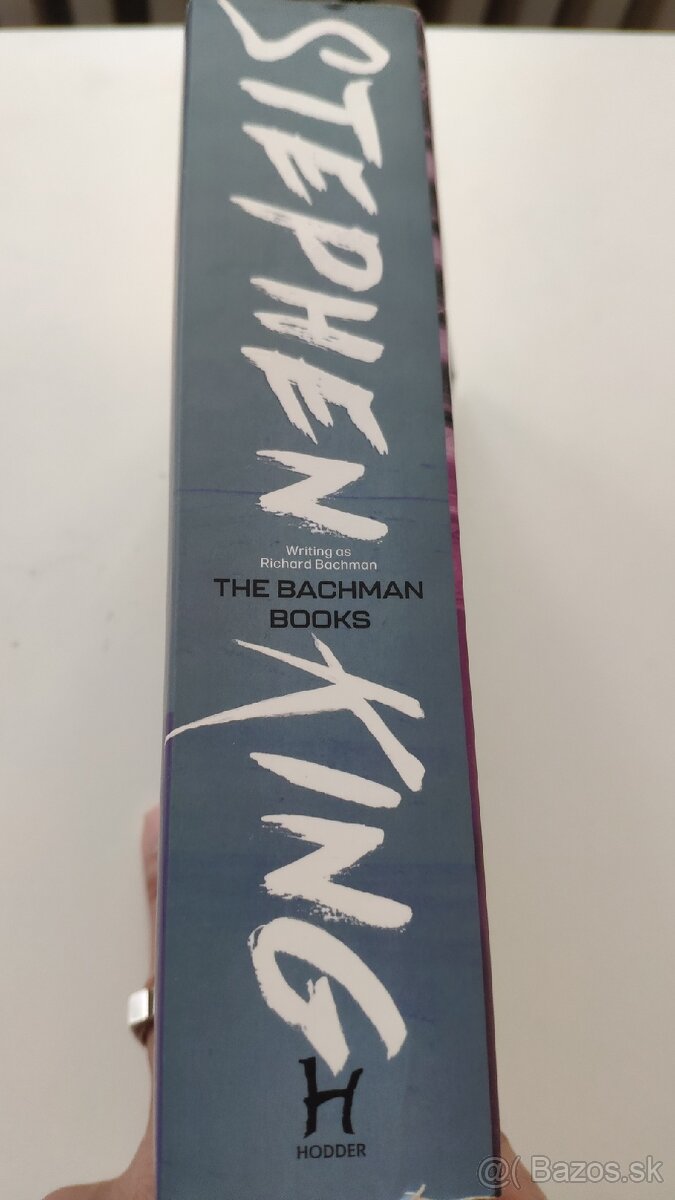 STEPHEN
Writing as
Richard Bachman
THE BACHMAN
BOOKS
KING
H
HODDER
@( Bazos.sk